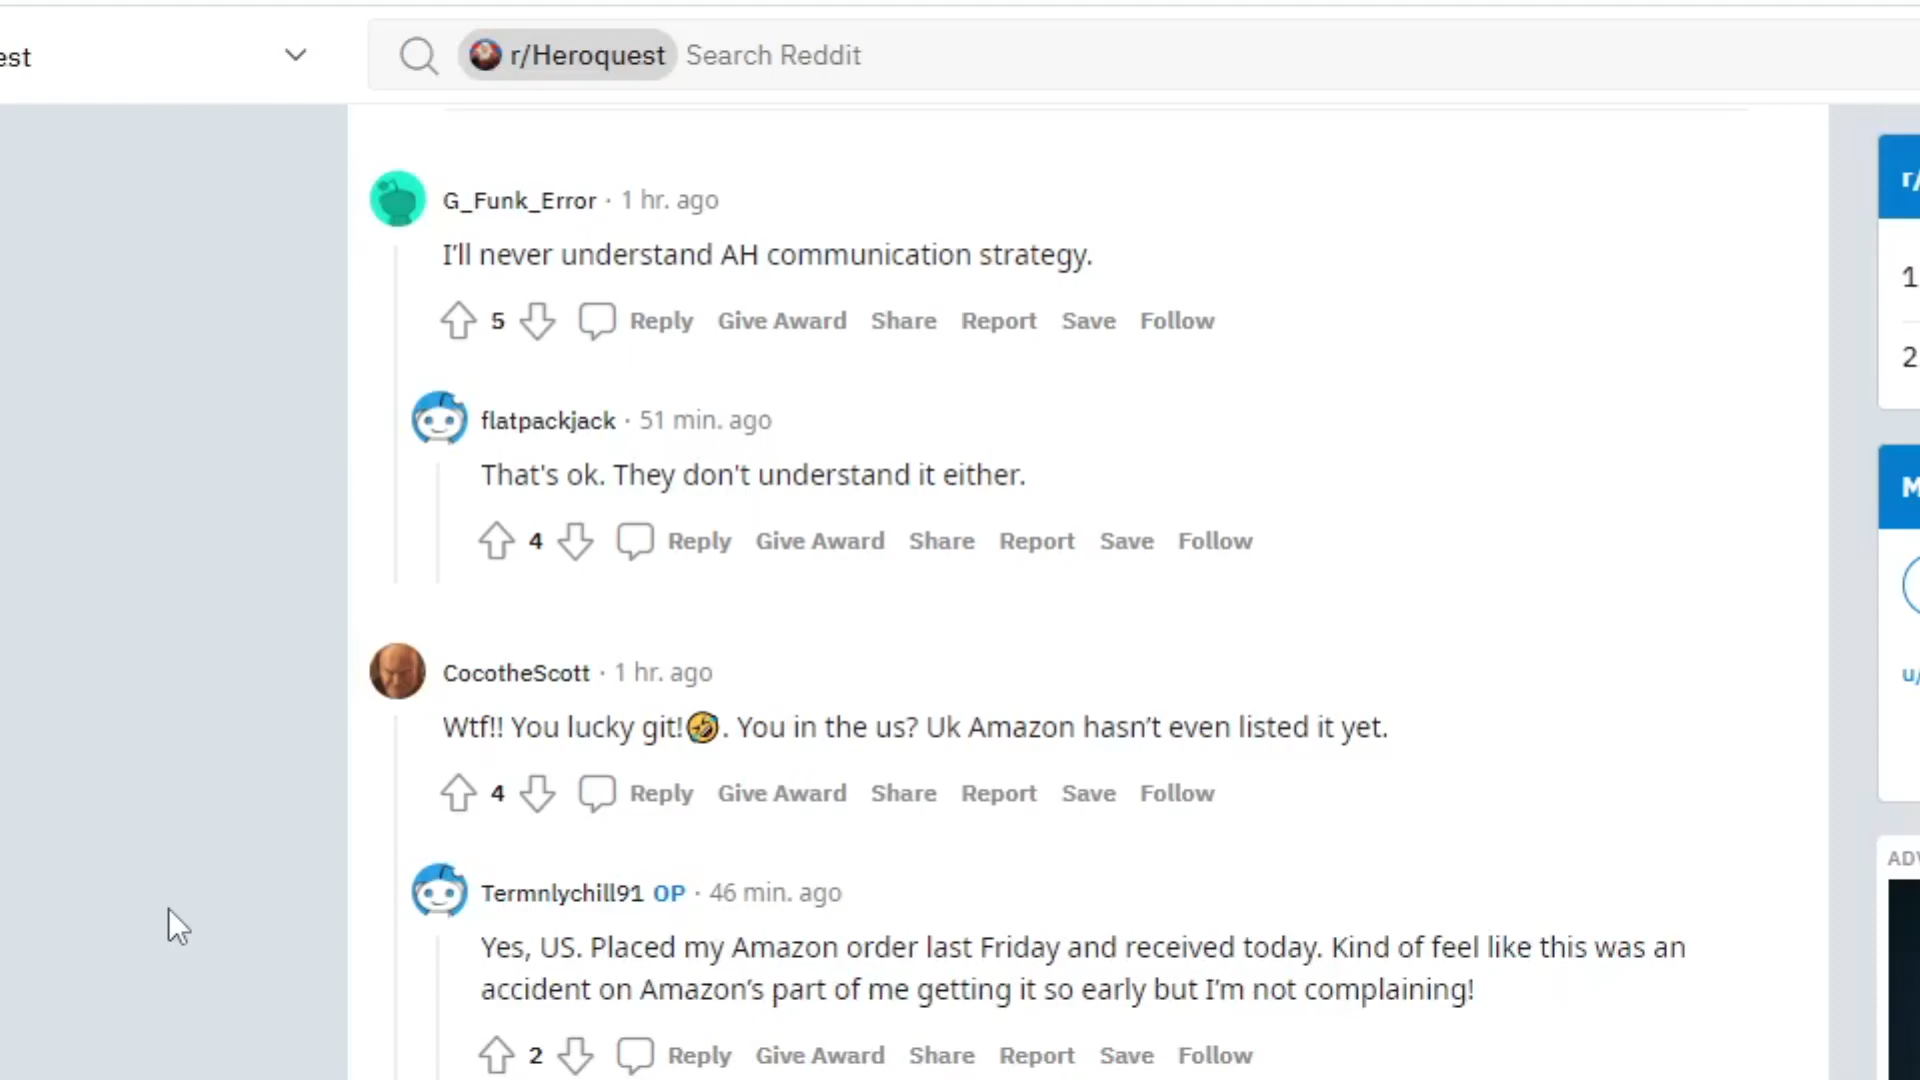 est
r/Heroquest Search Reddit
G_Funk_Error · 1 hr. ago
I'll never understand AH communication strategy.
5 Reply Give Award Share Report Save Follow
flatpackjack · 51 min. ago
That's ok. They don't understand it either.
4 Reply Give Award Share Report Save Follow
CocotheScott · 1 hr. ago
Wtf!! You lucky git!🤣. You in the us? Uk Amazon hasn’t even listed it yet.
4 Reply Give Award Share Report Save Follow
Termnlychill91 OP · 46 min. ago
Yes, US. Placed my Amazon order last Friday and received today. Kind of feel like this was an
accident on Amazon’s part of me getting it so early but I’m not complaining!
2 Reply Give Award Share Report Save Follow
r/
1
2
M
u/
ADV